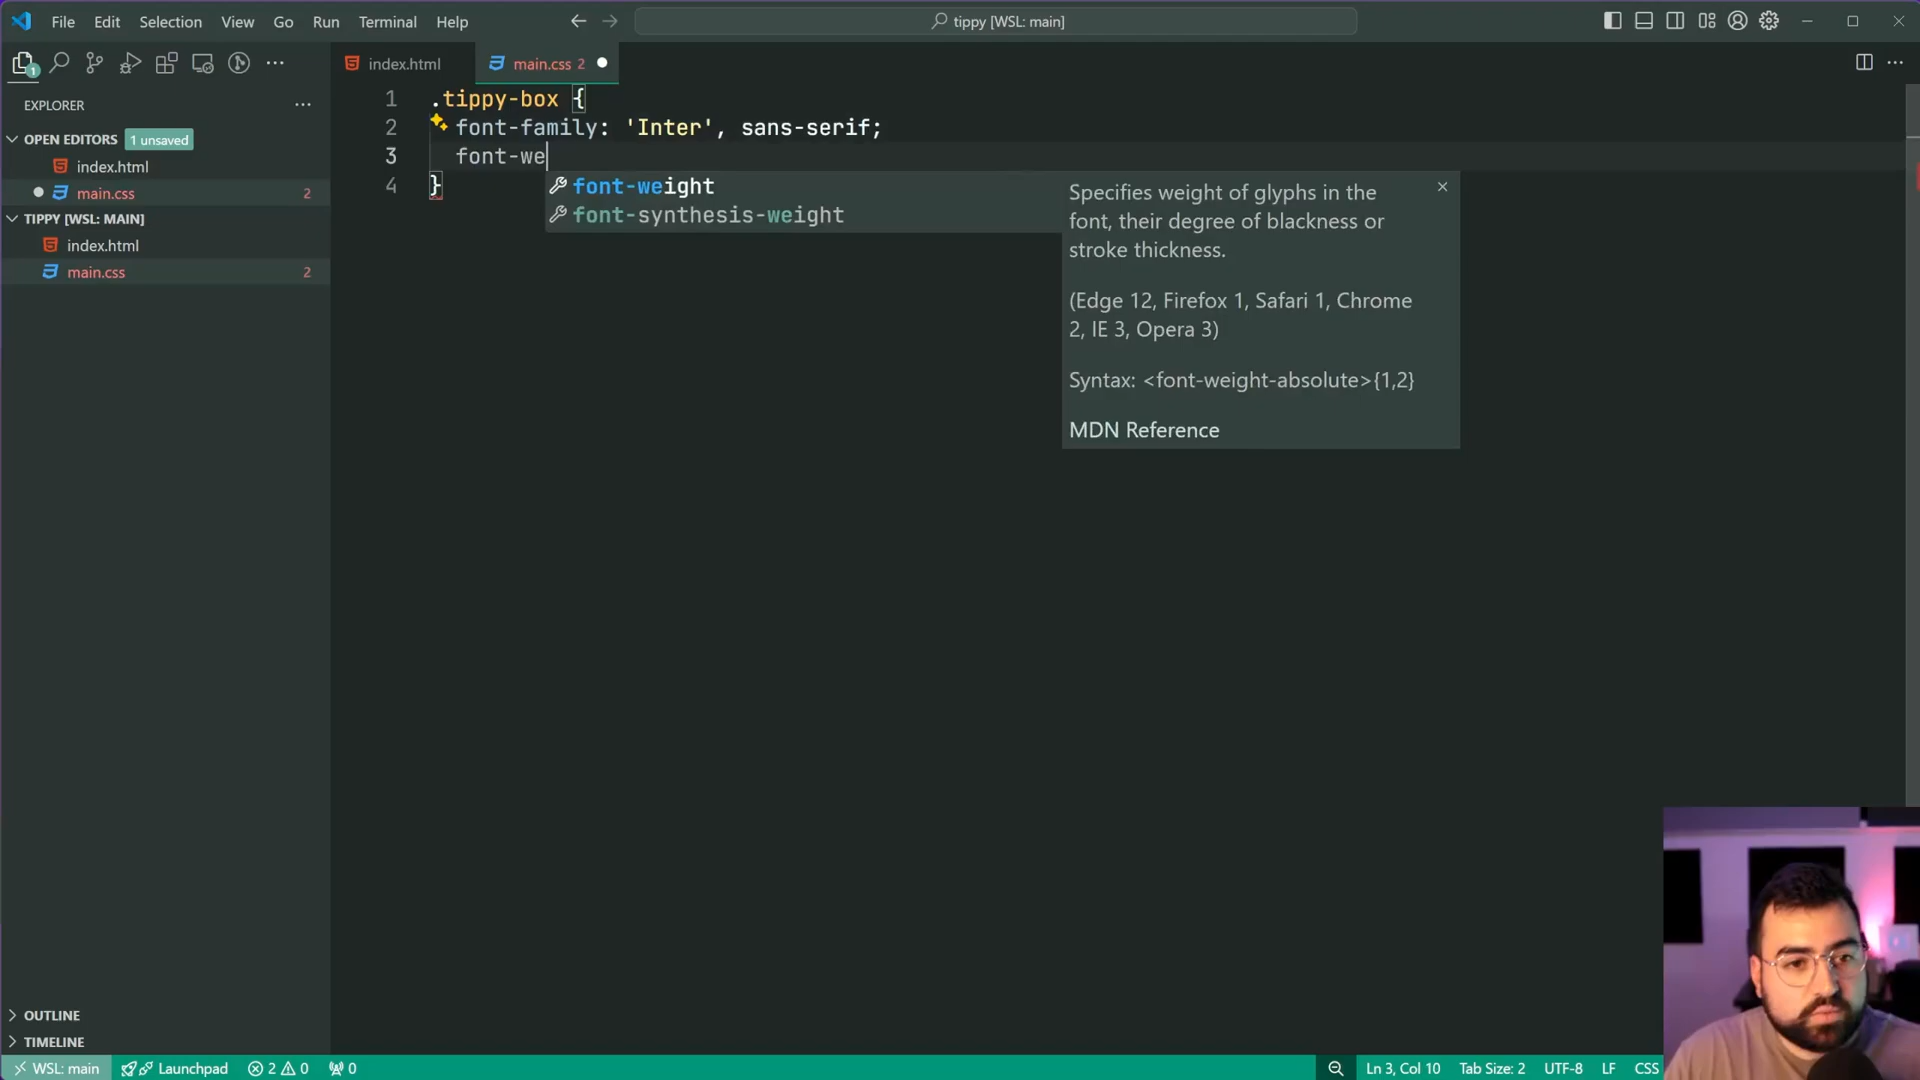 File Edit Selection View Go Run Terminal Help
tippy [WSL: main]
1
index.html
main.css 2
EXPLORER
OPEN EDITORS 1 unsaved
index.html
main.css 2
TIPPY [WSL: MAIN]
index.html
main.css 2
1 .tippy-box {
2 font-family: 'Inter', sans-serif;
3 font-we
4 }
font-weight
font-synthesis-weight
Specifies weight of glyphs in the
font, their degree of blackness or
stroke thickness.
(Edge 12, Firefox 1, Safari 1, Chrome
2, IE 3, Opera 3)
Syntax: <font-weight-absolute>{1,2}
MDN Reference
OUTLINE
TIMELINE
WSL: main Launchpad 2 0 0 Ln 3, Col 10 Tab Size: 2 UTF-8 LF CSS